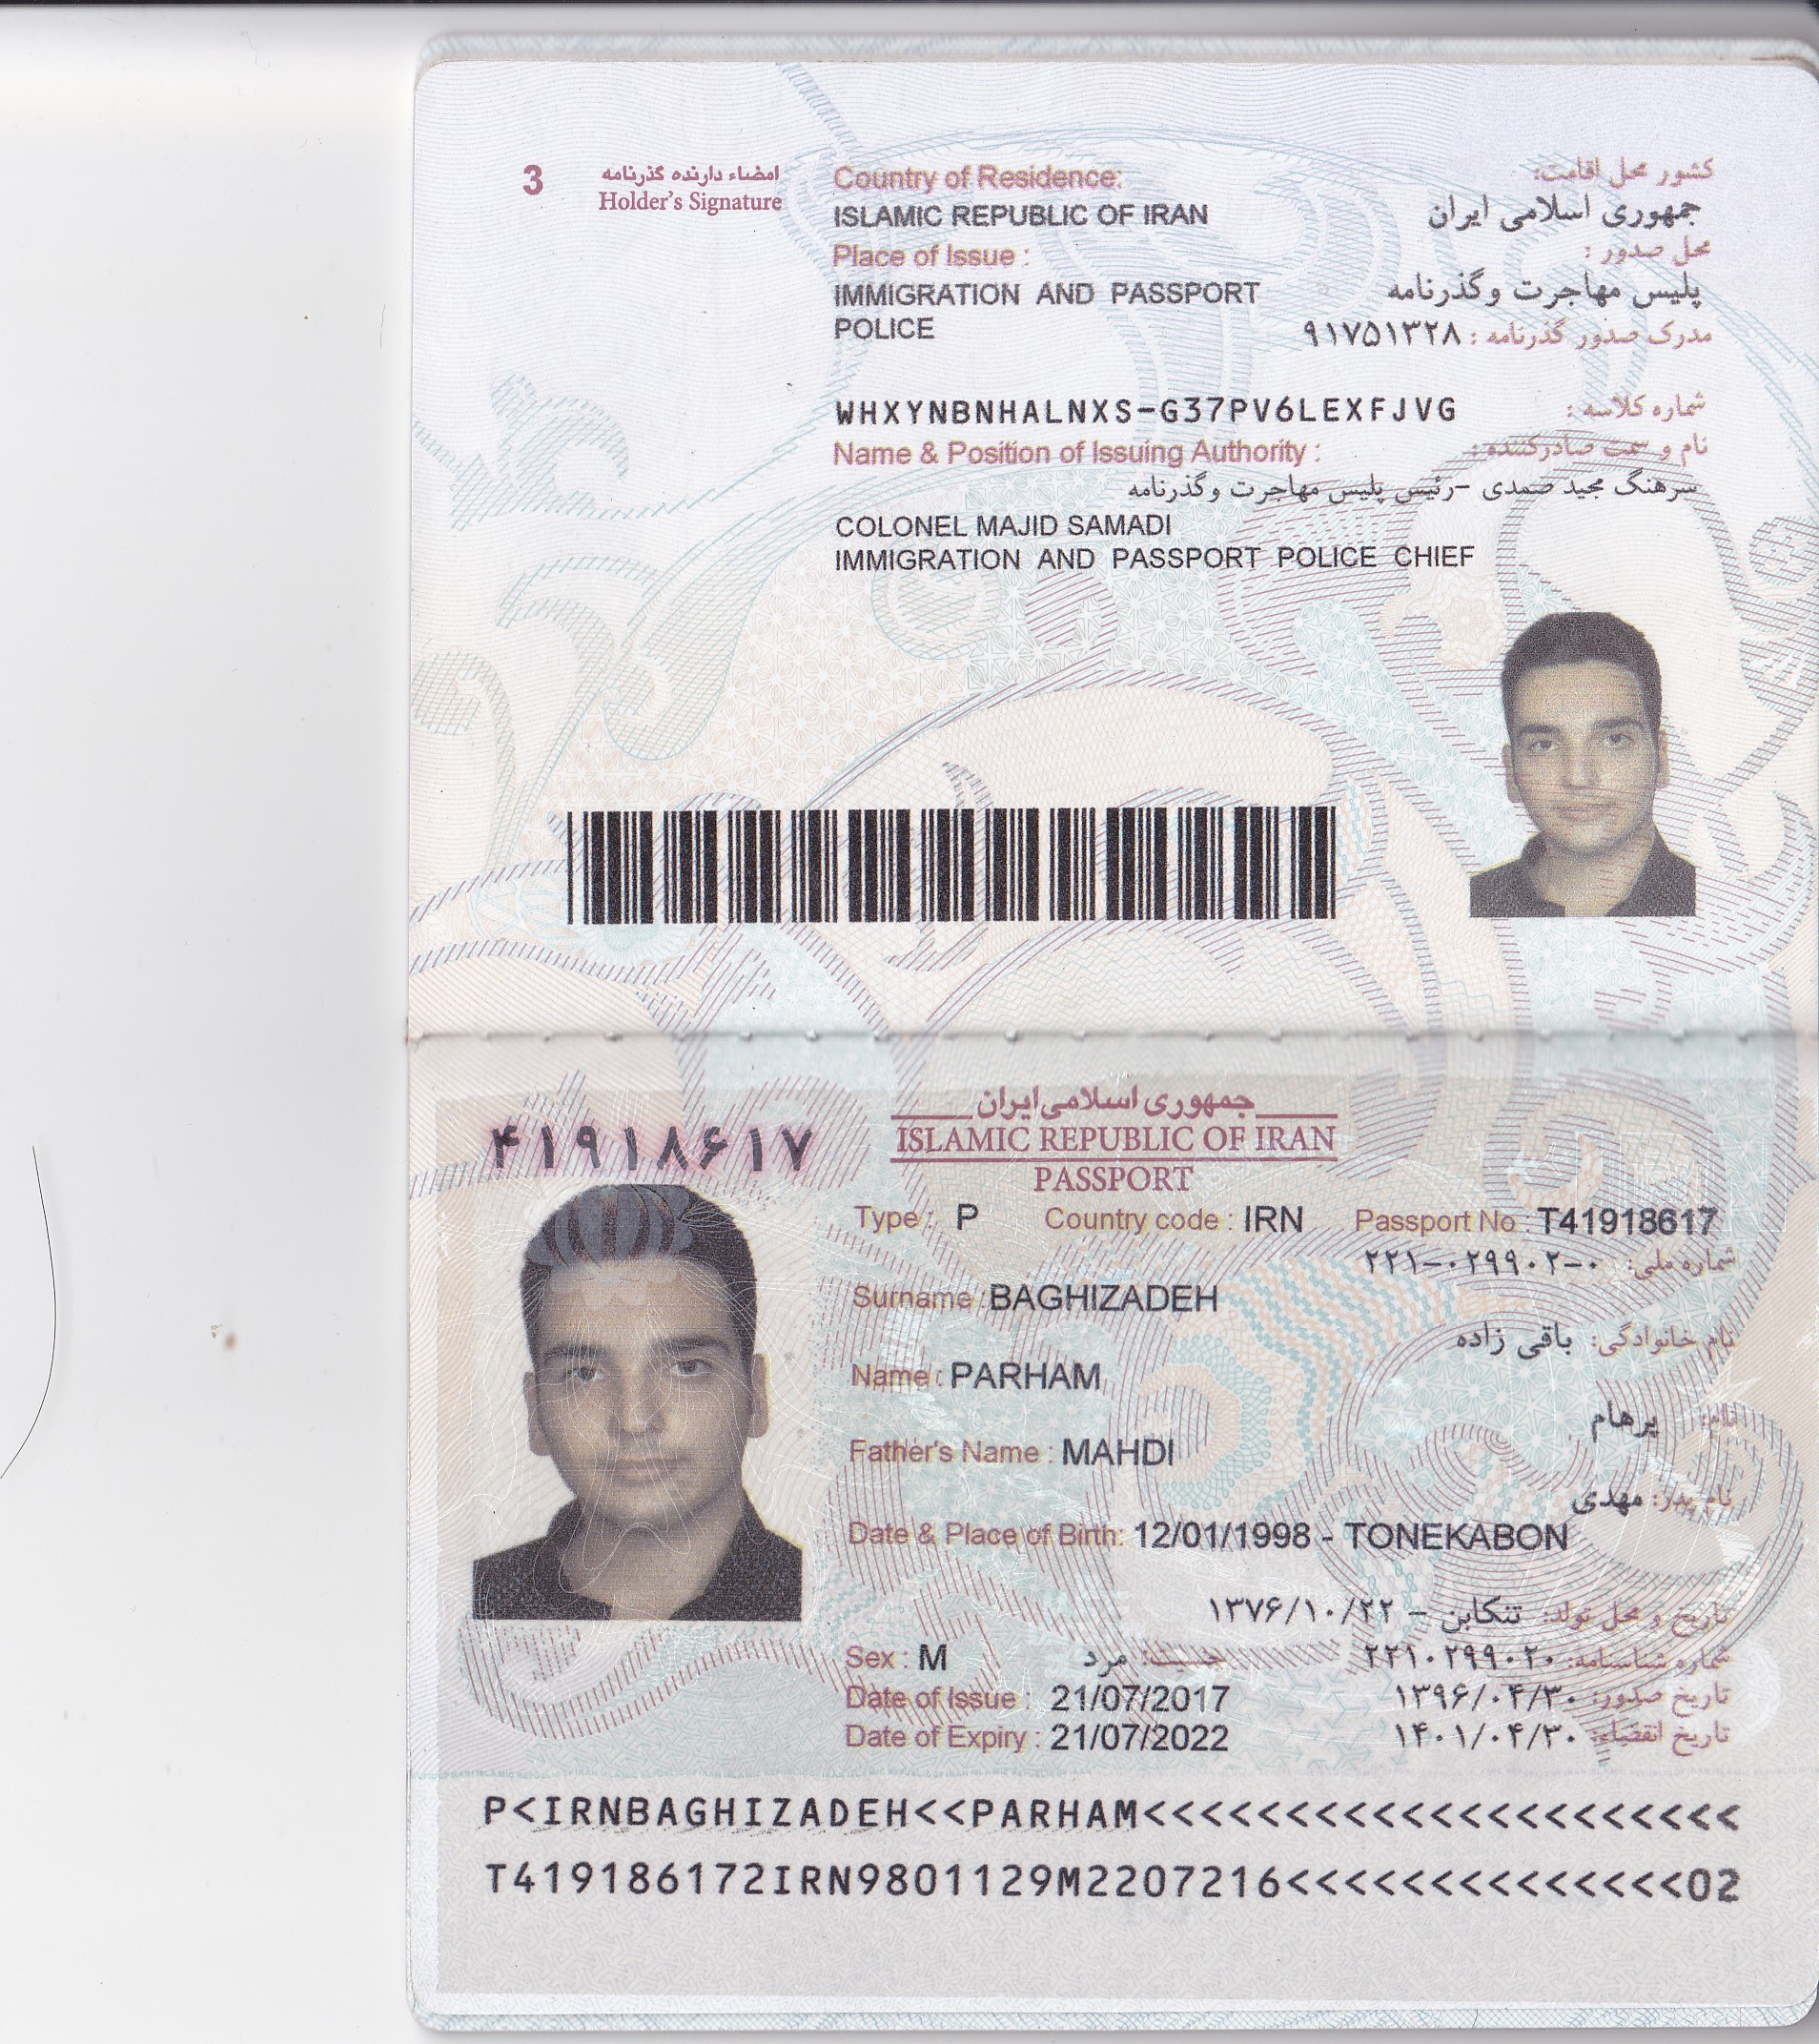 3
امضاء دارنده گذرنامه
Holder's Signature
Country of Residence:
کشور محل اقامت:
ISLAMIC REPUBLIC OF IRAN
جمهوری اسلامی ایران
Place of Issue :
محل صدور :
IMMIGRATION AND PASSPORT
پلیس مهاجرت و گذرنامه
POLICE
مدرک صدور گذرنامه : ۹۱۷۵۱۳۲۸
WHXYNBNHALNXS-G37PV6LEXFJVG
شماره کلاسه :
Name & Position of Issuing Authority :
نام و سمت صادرکننده :
سرهنگ مجید صمدی -رئیس پلیس مهاجرت و گذرنامه
COLONEL MAJID SAMADI
IMMIGRATION AND PASSPORT POLICE CHIEF
جمهوری اسلامی ایران
۴۱۹۱۸۶۱۷
ISLAMIC REPUBLIC OF IRAN
PASSPORT
Type : P Country code : IRN Passport No : T41918617
شماره ملی: ۲۲۱-۰۲۹۹۰۲-۰
Surname : BAGHIZADEH
نام خانوادگی: باقی زاده
Name : PARHAM
نام: پرهام
Father's Name : MAHDI
نام پدر: مهدی
Date & Place of Birth: 12/01/1998 - TONEKABON
تاریخ و محل تولد: تنکابن - ۱۳۷۶/۱۰/۲۲
Sex : M
جنسیت: مرد
شماره شناسنامه: ۲۲۱۰۲۹۹۰۲۰
Date of Issue : 21/07/2017
تاریخ صدور: ۱۳۹۶/۰۴/۳۰
Date of Expiry : 21/07/2022
تاریخ انقضاء: ۱۴۰۱/۰۴/۳۰
P<IRNBAGHIZADEH<<PARHAM<<<<<<<<<<<<<<<<<<<<<
T419186172IRN9801129M2207216<<<<<<<<<<<<<<02